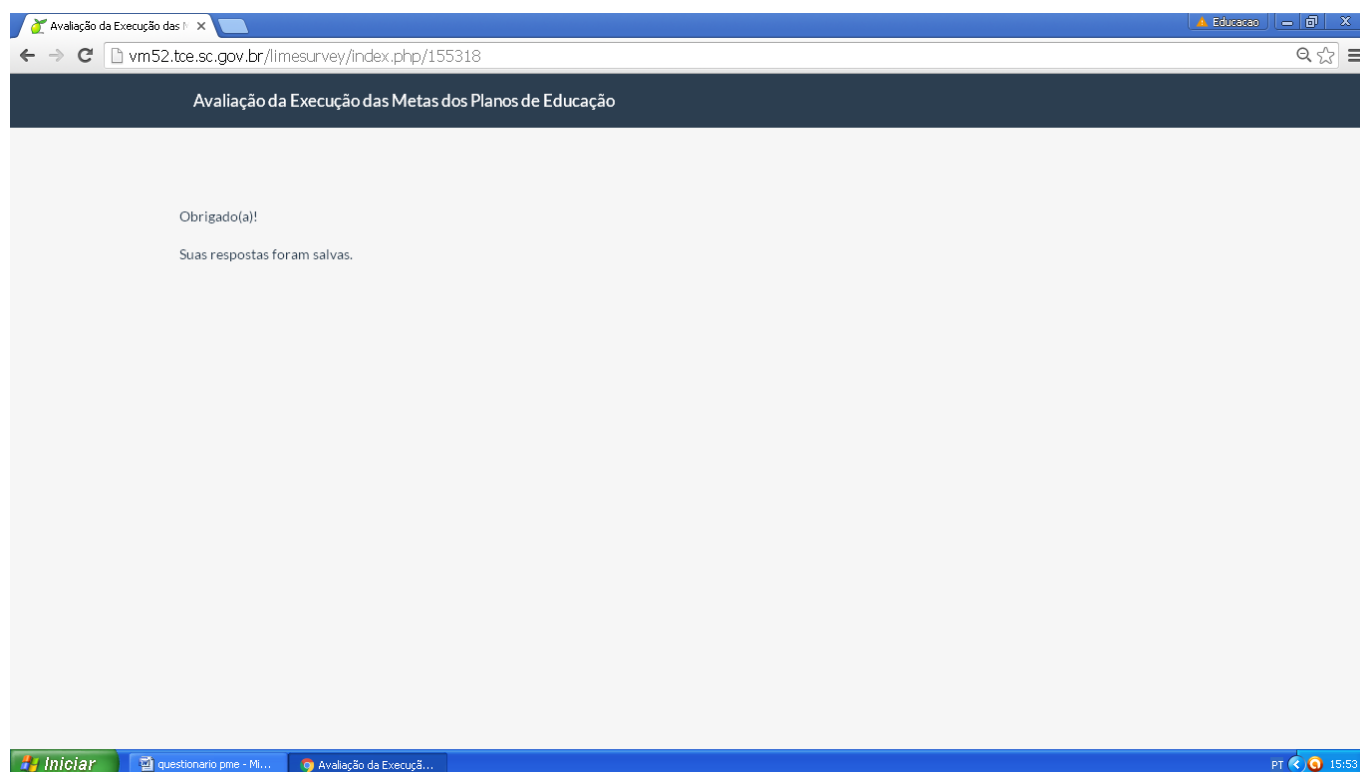 Avaliação da Execução das M
Educacao
vm52.tce.sc.gov.br/limesurvey/index.php/155318
Avaliação da Execução das Metas dos Planos de Educação
Obrigado(a)!
Suas respostas foram salvas.
Iniciar
questionario pme - Mi...
Avaliação da Execuçã...
PT
15:53